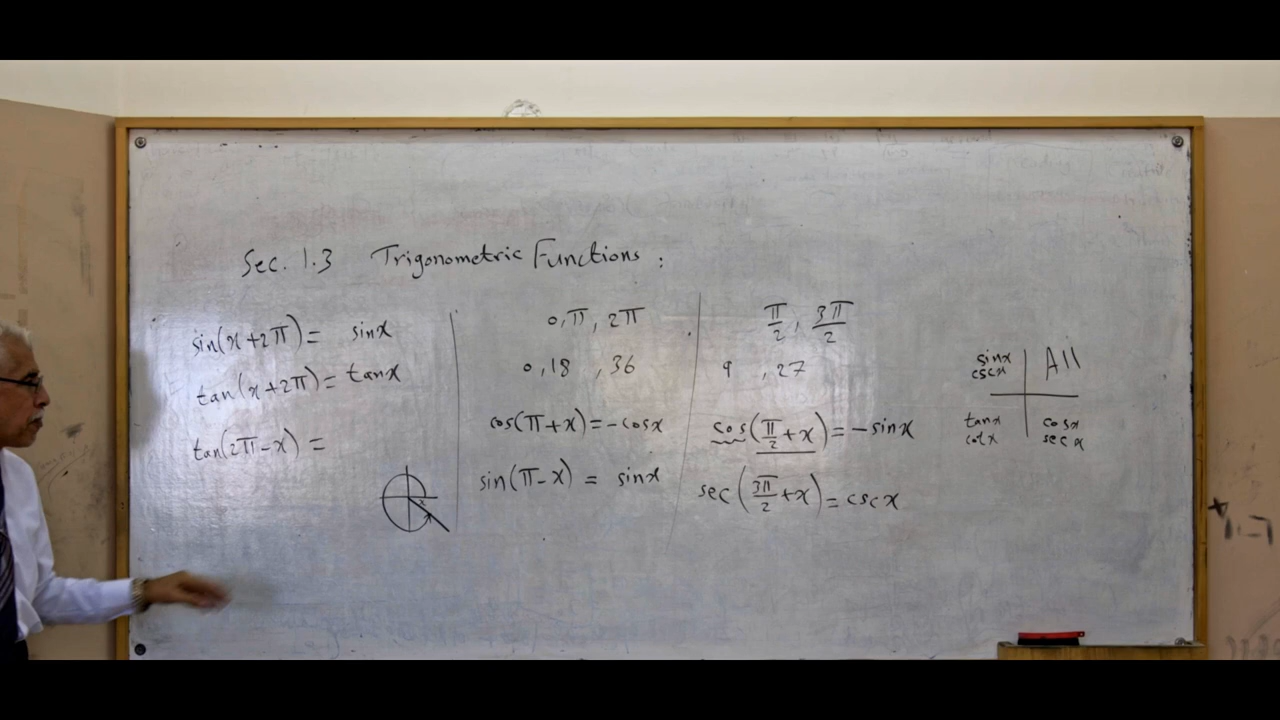 Sec. 1.3 Trigonometric Functions :
sin(x+2π) = sinx
tan(x+2π) = tanx
tan(2π-x) =
x
0, π, 2π
0, 18, 36
cos(π+x) = -cosx
sin(π-x) = sinx
π/2, 3π/2
9, 27
cos(π/2+x) = -sinx
sec(3π/2+x) = cscx
sinx
cscx
All
tanx
cotx
cosx
secx